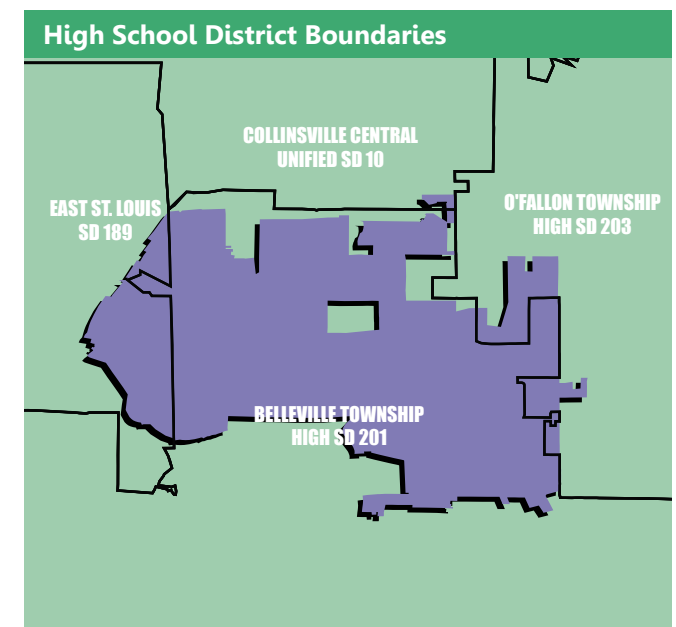 High School District Boundaries
COLLINSVILLE CENTRAL
UNIFIED SD 10
EAST ST. LOUIS
SD 189
O'FALLON TOWNSHIP
HIGH SD 203
BELLEVILLE TOWNSHIP
HIGH SD 201